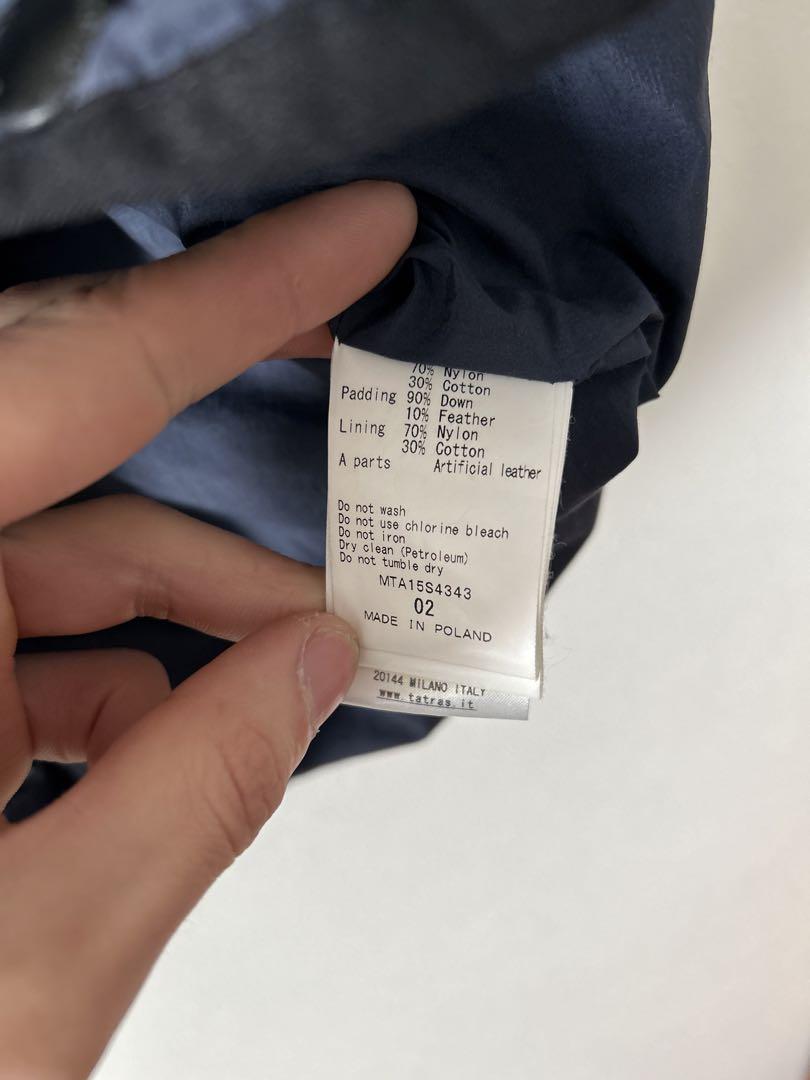 70% Nylon
30% Cotton
Padding 90% Down
10% Feather
Lining 70% Nylon
30% Cotton
A parts Artificial leather
Do not wash
Do not use chlorine bleach
Do not iron
Dry clean (Petroleum)
Do not tumble dry
MTA15S4343
02
MADE IN POLAND
20144 MILANO ITALY
www.tatras.it